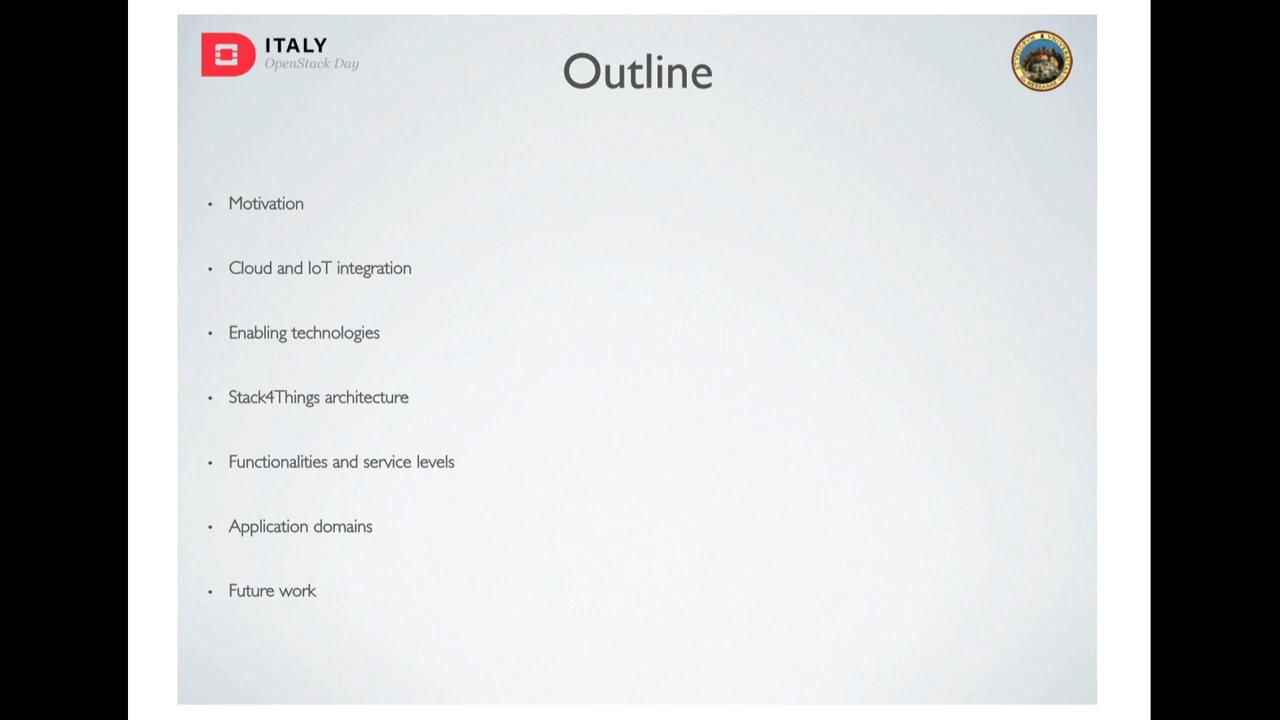 ITALY
OpenStack Day
Outline
• Motivation
• Cloud and IoT integration
• Enabling technologies
• Stack4Things architecture
• Functionalities and service levels
• Application domains
• Future work